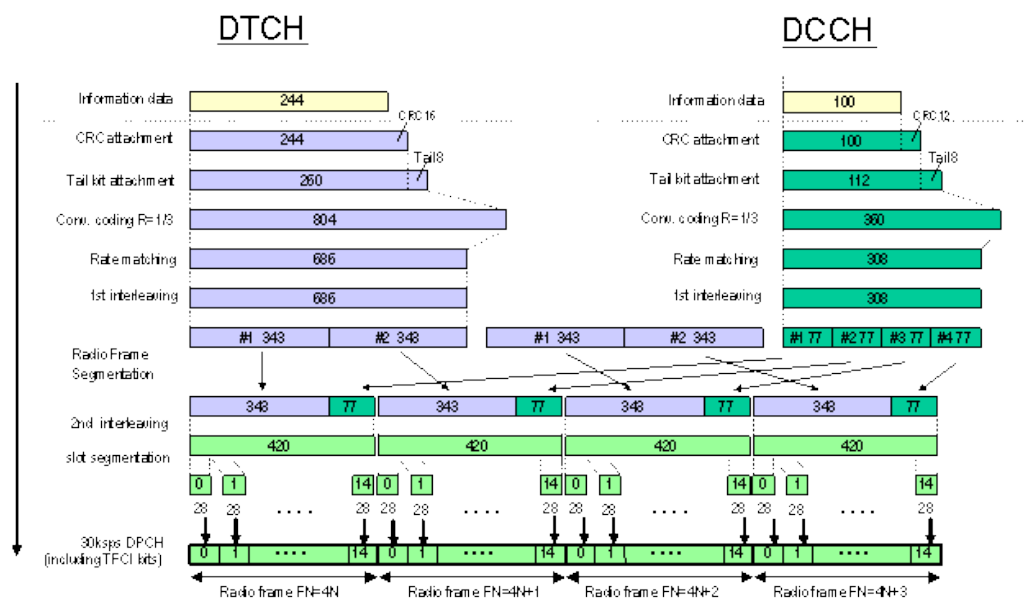 DTCH DCCH
Information data 244 Information data 100
CRC16 CRC12
CRC attachment 244 CRC attachment 100
Tail8 Tail8
Tail bit attachment 260 Tail bit attachment 112
Conv. coding R=1/3 804 Conv. coding R=1/3 360
Rate matching 686 Rate matching 308
1st interleaving 686 1st interleaving 308
#1 343 #2 343 #1 343 #2 343 #1 77 #2 77 #3 77 #4 77
Radio Frame
Segmentation
343 77 343 77 343 77 343 77
2nd interleaving
420 420 420 420
slot segmentation
0 1 14 0 1 14 0 1 14 0 1 14
28 28 .... 28 28 28 .... 28 28 28 .... 28 28 28 .... 28
30ksps DPCH
(including TFCI bits)
0 1 .... 14 0 1 .... 14 0 1 .... 14 0 1 .... 14
Radio frame FN=4N Radio frame FN=4N+1 Radio frame FN=4N+2 Radio frame FN=4N+3